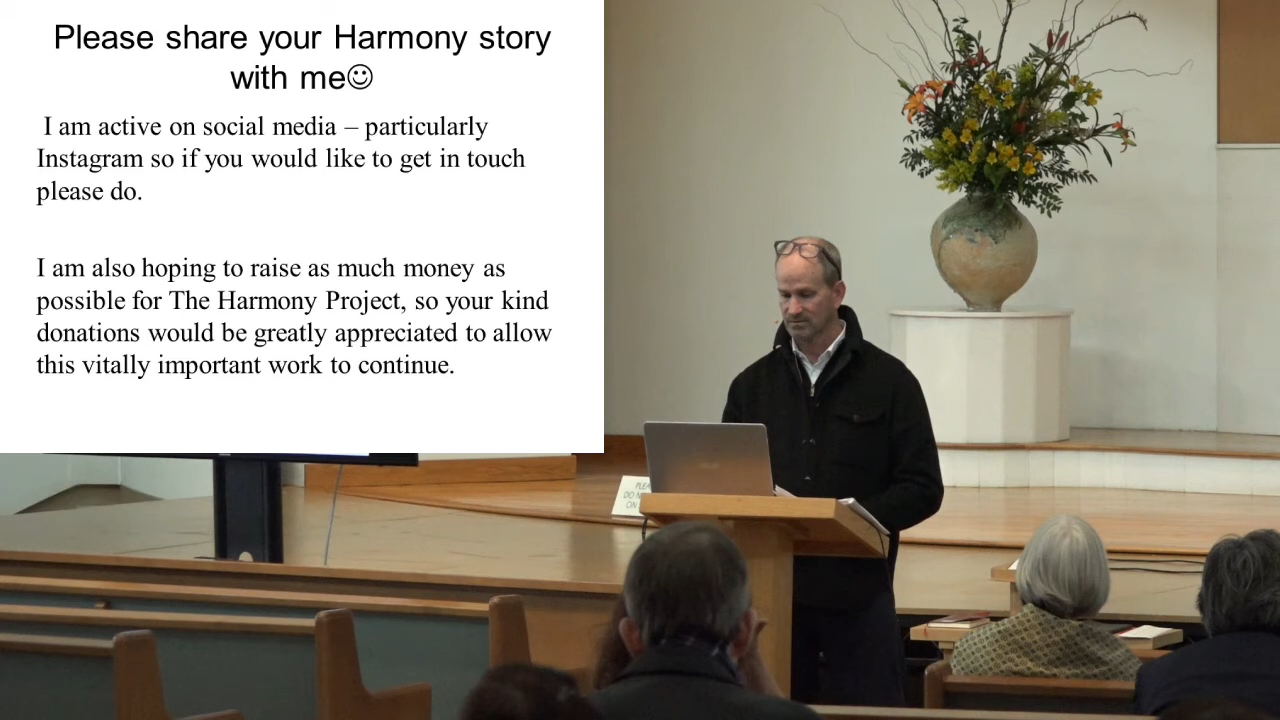 Please share your Harmony story
with me☺
I am active on social media – particularly
Instagram so if you would like to get in touch
please do.
I am also hoping to raise as much money as
possible for The Harmony Project, so your kind
donations would be greatly appreciated to allow
this vitally important work to continue.
DO
ON